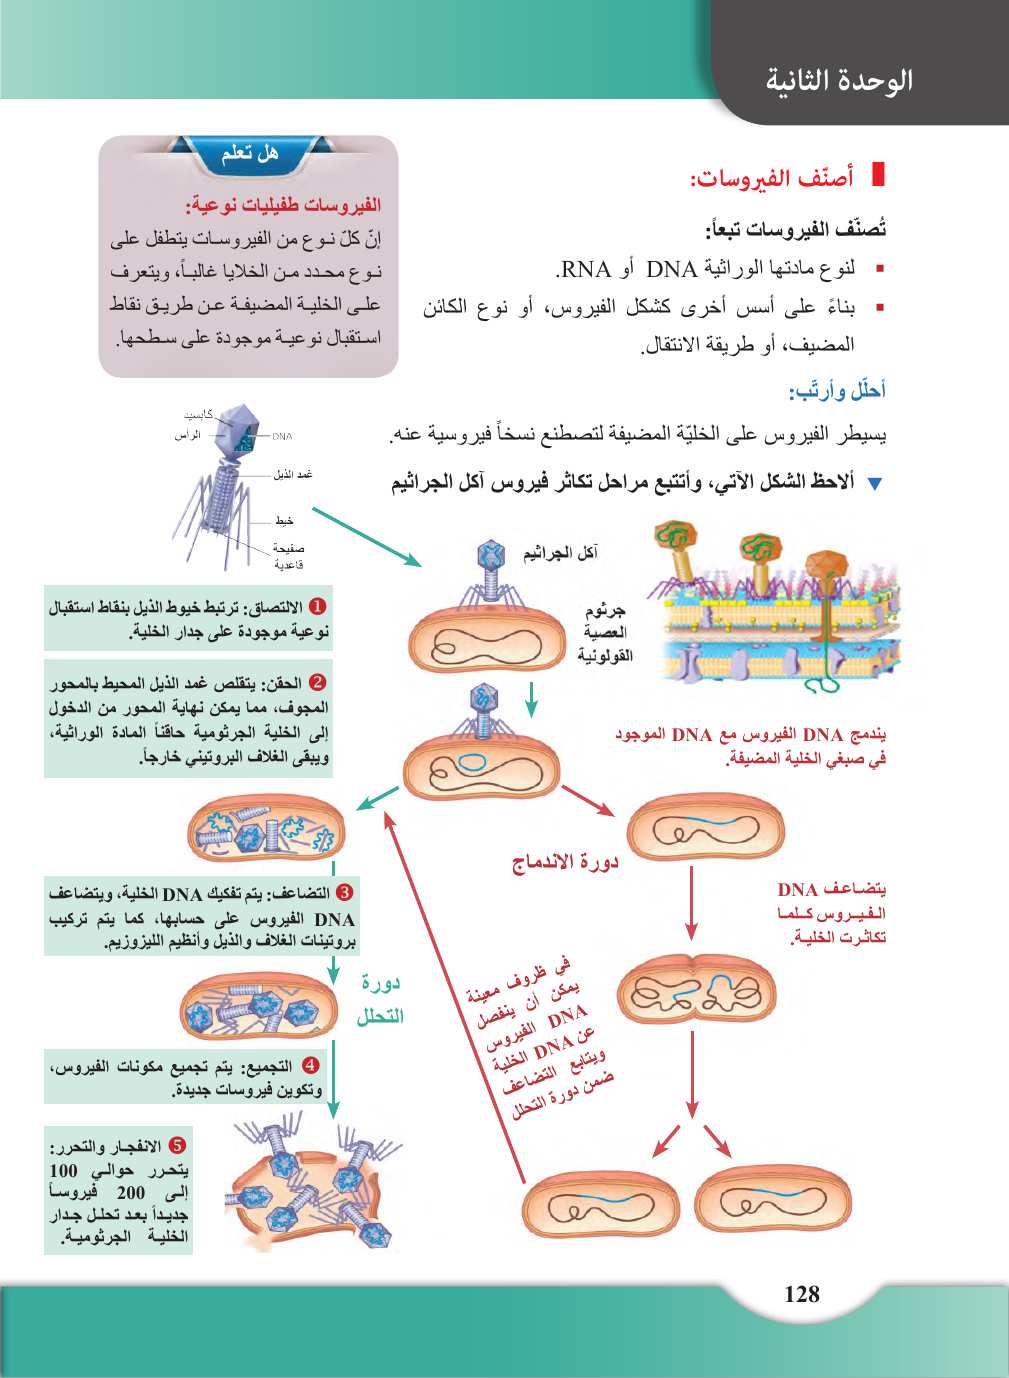 الوحدة الثانية
أصنّف الفيروسات:
تُصنّف الفيروسات تبعاً:
▪ لنوع مادتها الوراثية DNA أو RNA.
▪ بناءً على أسس أخرى كشكل الفيروس، أو نوع الكائن
المضيف، أو طريقة الانتقال.
هل تعلم
الفيروسات طفيليات نوعية:
إنّ كلّ نوع من الفيروسات يتطفل على
نوع محدد من الخلايا غالباً، ويتعرف
على الخلية المضيفة عن طريق نقاط
استقبال نوعية موجودة على سطحها.
أحلّل وأرتّب:
يسيطر الفيروس على الخليّة المضيفة لتصطنع نسخاً فيروسية عنه.
▼ ألاحظ الشكل الآتي، وأتتبع مراحل تكاثر فيروس آكل الجراثيم
كابسيد
الرأس
DNA
غمد الذيل
خيط
صفيحة
قاعدية
آكل الجراثيم
جرثوم
العصية
القولونية
❶ الالتصاق: ترتبط خيوط الذيل بنقاط استقبال
نوعية موجودة على جدار الخلية.
❷ الحقن: يتقلص غمد الذيل المحيط بالمحور
المجوف، مما يمكن نهاية المحور من الدخول
إلى الخلية الجرثومية حاقناً المادة الوراثية،
ويبقى الغلاف البروتيني خارجاً.
يندمج DNA الفيروس مع DNA الموجود
في صبغي الخلية المضيفة.
دورة الاندماج
يتضاعف DNA
الفيروس كلما
تكاثرت الخلية.
❸ التضاعف: يتم تفكيك DNA الخلية، ويتضاعف
DNA الفيروس على حسابها، كما يتم تركيب
بروتينات الغلاف والذيل وأنظيم الليزوزيم.
دورة
التحلل
في ظروف معينة
يمكن أن ينفصل
DNA الفيروس
عن DNA الخلية
ويتابع التضاعف
ضمن دورة التحلل
❹ التجميع: يتم تجميع مكونات الفيروس،
وتكوين فيروسات جديدة.
❺ الانفجار والتحرر:
يتحرر حوالي 100
إلى 200 فيروساً
جديداً بعد تحلل جدار
الخلية الجرثومية.
128